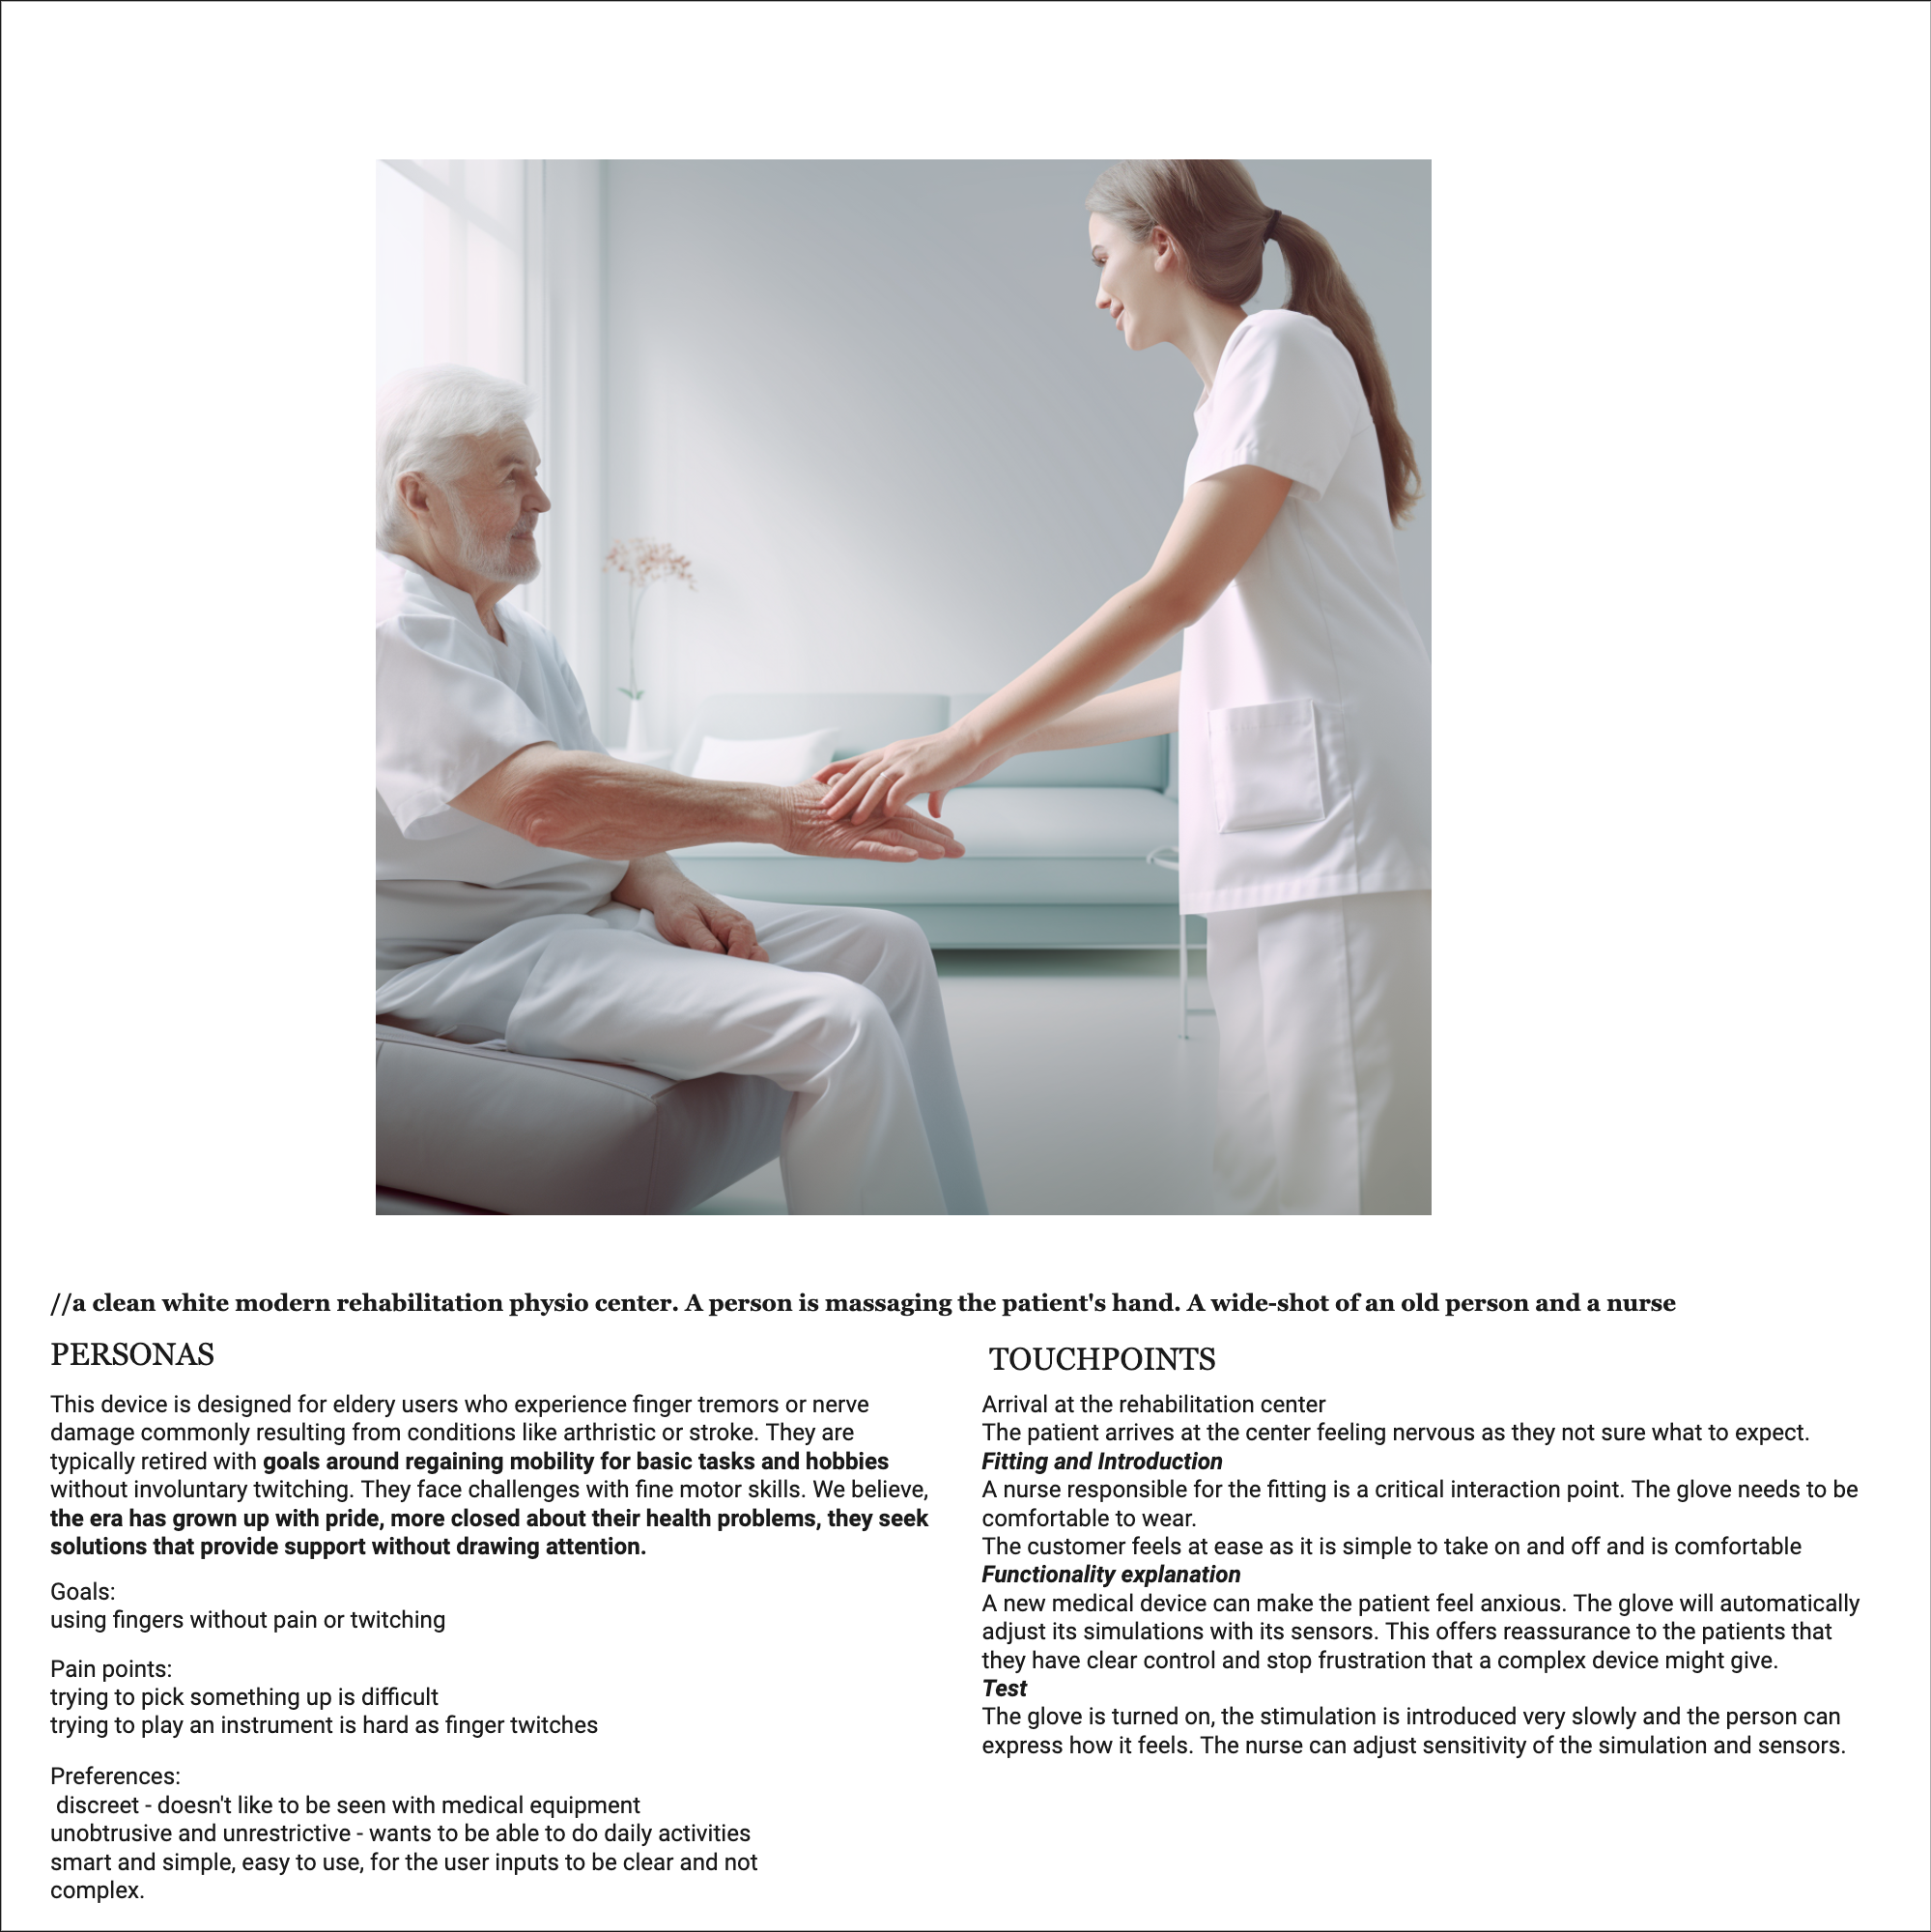 //a clean white modern rehabilitation physio center. A person is massaging the patient's hand. A wide-shot of an old person and a nurse
PERSONAS
This device is designed for eldery users who experience finger tremors or nerve
damage commonly resulting from conditions like arthristic or stroke. They are
typically retired with goals around regaining mobility for basic tasks and hobbies
without involuntary twitching. They face challenges with fine motor skills. We believe,
the era has grown up with pride, more closed about their health problems, they seek
solutions that provide support without drawing attention.
Goals:
using fingers without pain or twitching
Pain points:
trying to pick something up is difficult
trying to play an instrument is hard as finger twitches
Preferences:
discreet - doesn't like to be seen with medical equipment
unobtrusive and unrestrictive - wants to be able to do daily activities
smart and simple, easy to use, for the user inputs to be clear and not
complex.
TOUCHPOINTS
Arrival at the rehabilitation center
The patient arrives at the center feeling nervous as they not sure what to expect.
Fitting and Introduction
A nurse responsible for the fitting is a critical interaction point. The glove needs to be
comfortable to wear.
The customer feels at ease as it is simple to take on and off and is comfortable
Functionality explanation
A new medical device can make the patient feel anxious. The glove will automatically
adjust its simulations with its sensors. This offers reassurance to the patients that
they have clear control and stop frustration that a complex device might give.
Test
The glove is turned on, the stimulation is introduced very slowly and the person can
express how it feels. The nurse can adjust sensitivity of the simulation and sensors.